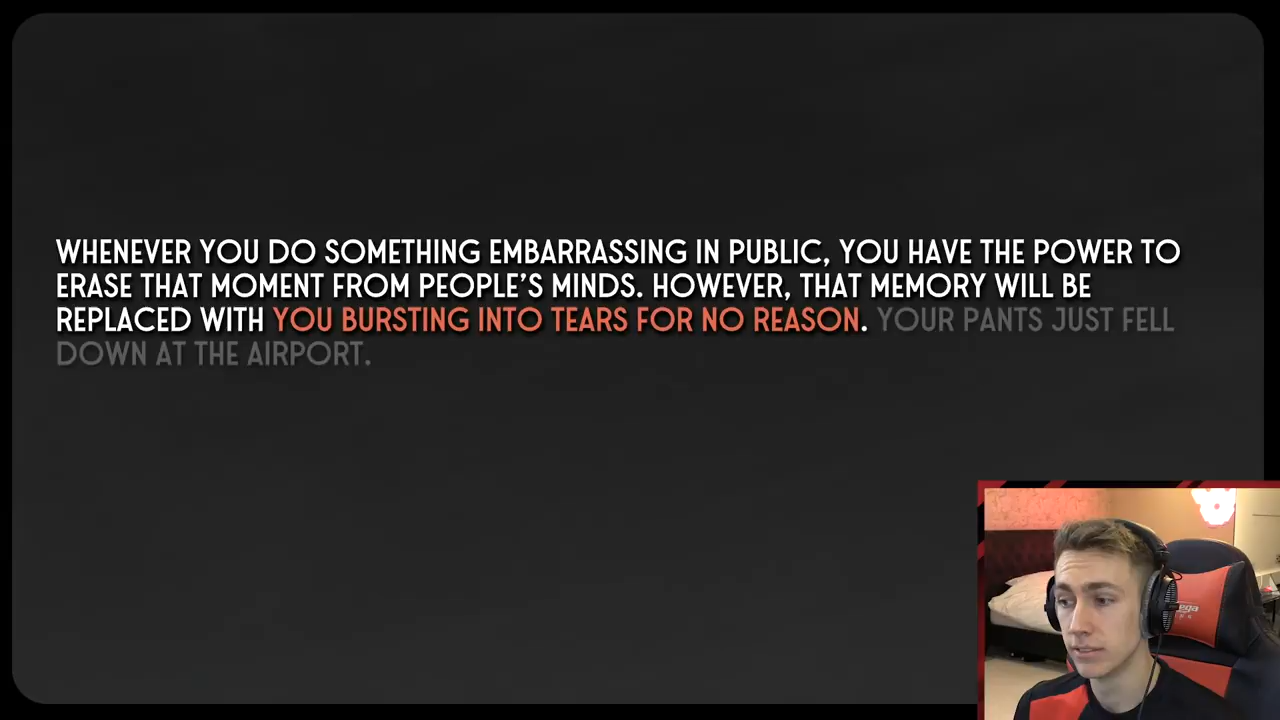 WHENEVER YOU DO SOMETHING EMBARRASSING IN PUBLIC, YOU HAVE THE POWER TO
ERASE THAT MOMENT FROM PEOPLE'S MINDS. HOWEVER, THAT MEMORY WILL BE
REPLACED WITH YOU BURSTING INTO TEARS FOR NO REASON. YOUR PANTS JUST FELL
DOWN AT THE AIRPORT.